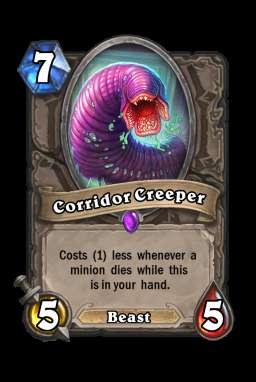 7
Corridor Creeper
Costs (1) less whenever a
minion dies while this
is in your hand.
5 Beast 5